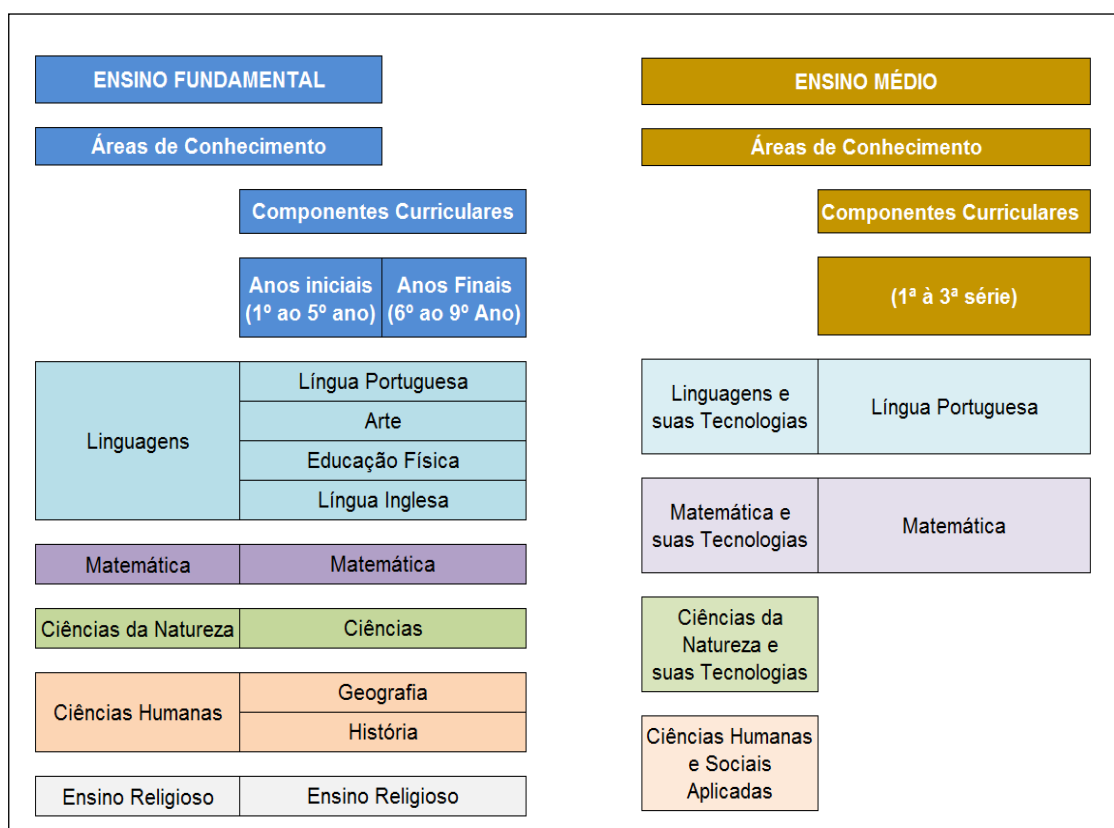 ENSINO FUNDAMENTAL
Áreas de Conhecimento
Componentes Curriculares
Anos iniciais
(1º ao 5º ano)
Anos Finais
(6º ao 9º Ano)
Linguagens
Língua Portuguesa
Arte
Educação Física
Língua Inglesa
Matemática
Matemática
Ciências da Natureza
Ciências
Ciências Humanas
Geografia
História
Ensino Religioso
Ensino Religioso
ENSINO MÉDIO
Áreas de Conhecimento
Componentes Curriculares
(1ª à 3ª série)
Linguagens e
suas Tecnologias
Língua Portuguesa
Matemática e
suas Tecnologias
Matemática
Ciências da
Natureza e
suas Tecnologias
Ciências Humanas
e Sociais
Aplicadas